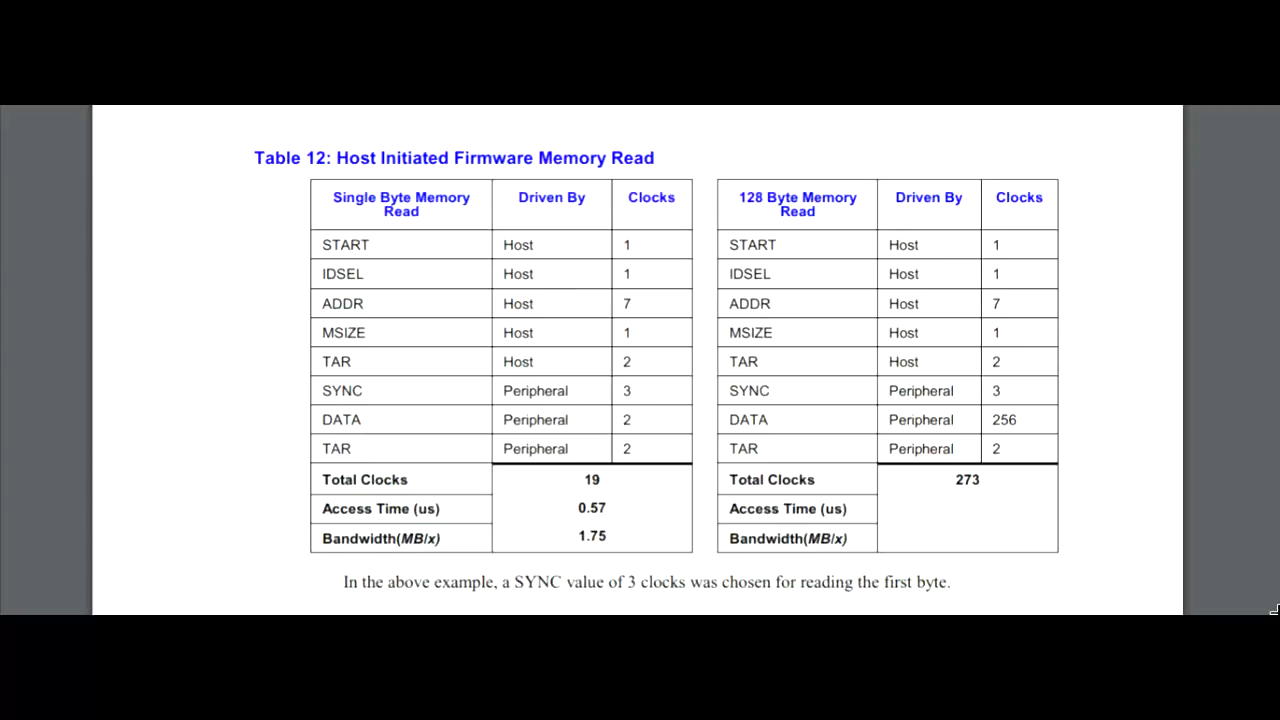 Table 12: Host Initiated Firmware Memory Read
Single Byte Memory Read Driven By Clocks
START Host 1
IDSEL Host 1
ADDR Host 7
MSIZE Host 1
TAR Host 2
SYNC Peripheral 3
DATA Peripheral 2
TAR Peripheral 2
Total Clocks 19
Access Time (us) 0.57
Bandwidth(MB/x) 1.75
128 Byte Memory Read Driven By Clocks
START Host 1
IDSEL Host 1
ADDR Host 7
MSIZE Host 1
TAR Host 2
SYNC Peripheral 3
DATA Peripheral 256
TAR Peripheral 2
Total Clocks 273
Access Time (us)
Bandwidth(MB/x)
In the above example, a SYNC value of 3 clocks was chosen for reading the first byte.